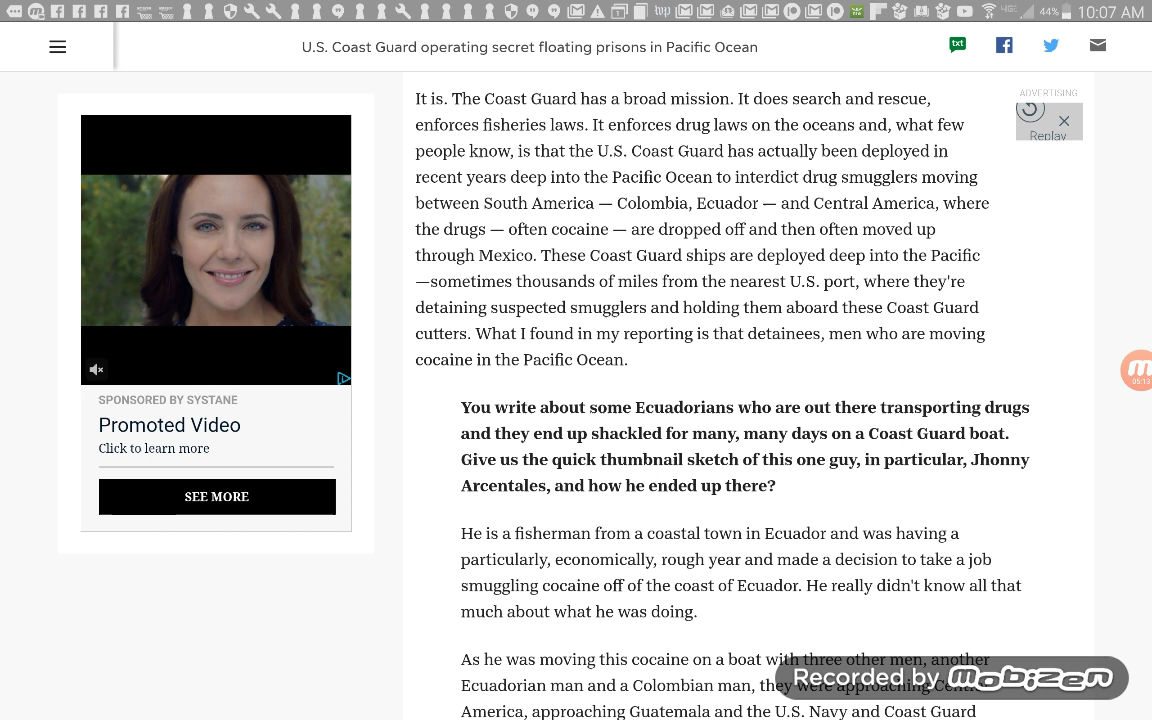 44% 10:07 AM
U.S. Coast Guard operating secret floating prisons in Pacific Ocean
txt
It is. The Coast Guard has a broad mission. It does search and rescue,
enforces fisheries laws. It enforces drug laws on the oceans and, what few
people know, is that the U.S. Coast Guard has actually been deployed in
recent years deep into the Pacific Ocean to interdict drug smugglers moving
between South America — Colombia, Ecuador — and Central America, where
the drugs — often cocaine — are dropped off and then often moved up
through Mexico. These Coast Guard ships are deployed deep into the Pacific
—sometimes thousands of miles from the nearest U.S. port, where they're
detaining suspected smugglers and holding them aboard these Coast Guard
cutters. What I found in my reporting is that detainees, men who are moving
cocaine in the Pacific Ocean.
ADVERTISING
Replay
SPONSORED BY SYSTANE
Promoted Video
Click to learn more
SEE MORE
05:13
You write about some Ecuadorians who are out there transporting drugs
and they end up shackled for many, many days on a Coast Guard boat.
Give us the quick thumbnail sketch of this one guy, in particular, Jhonny
Arcentales, and how he ended up there?
He is a fisherman from a coastal town in Ecuador and was having a
particularly, economically, rough year and made a decision to take a job
smuggling cocaine off of the coast of Ecuador. He really didn't know all that
much about what he was doing.
As he was moving this cocaine on a boat with three other men, another
Ecuadorian man and a Colombian man, they were approaching Central
America, approaching Guatemala and the U.S. Navy and Coast Guard
Recorded by mobizen